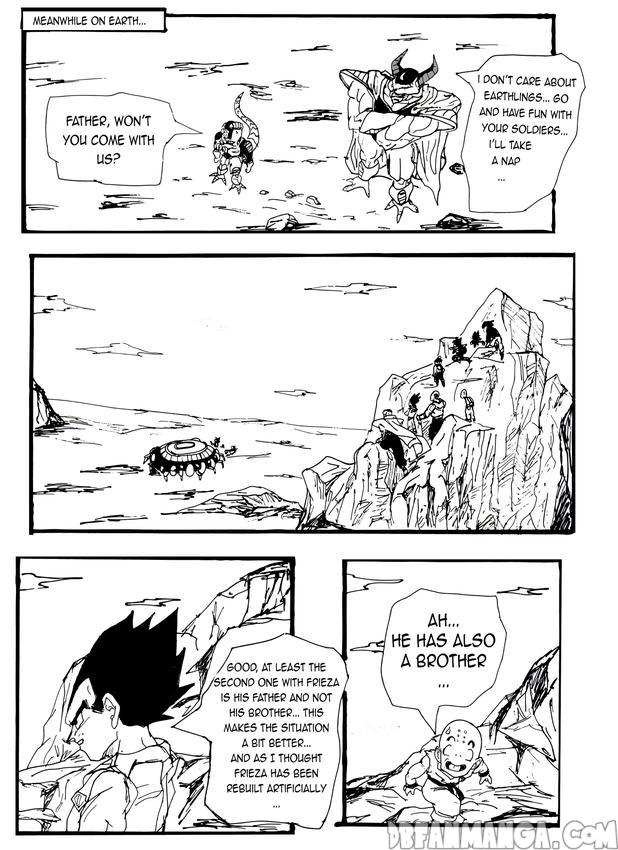 MEANWHILE ON EARTH...
FATHER, WON'T
YOU COME WITH
US?
I DON'T CARE ABOUT
EARTHLINGS... GO
AND HAVE FUN WITH
YOUR SOLDIERS...
I'LL TAKE
A NAP
...
GOOD, AT LEAST THE
SECOND ONE WITH FRIEZA
IS HIS FATHER AND NOT
HIS BROTHER... THIS
MAKES THE SITUATION
A BIT BETTER...
AND AS I THOUGHT
FRIEZA HAS BEEN
REBUILT ARTIFICIALLY
...
AH...
HE HAS ALSO
A BROTHER
...
DBFANMANGA.COM